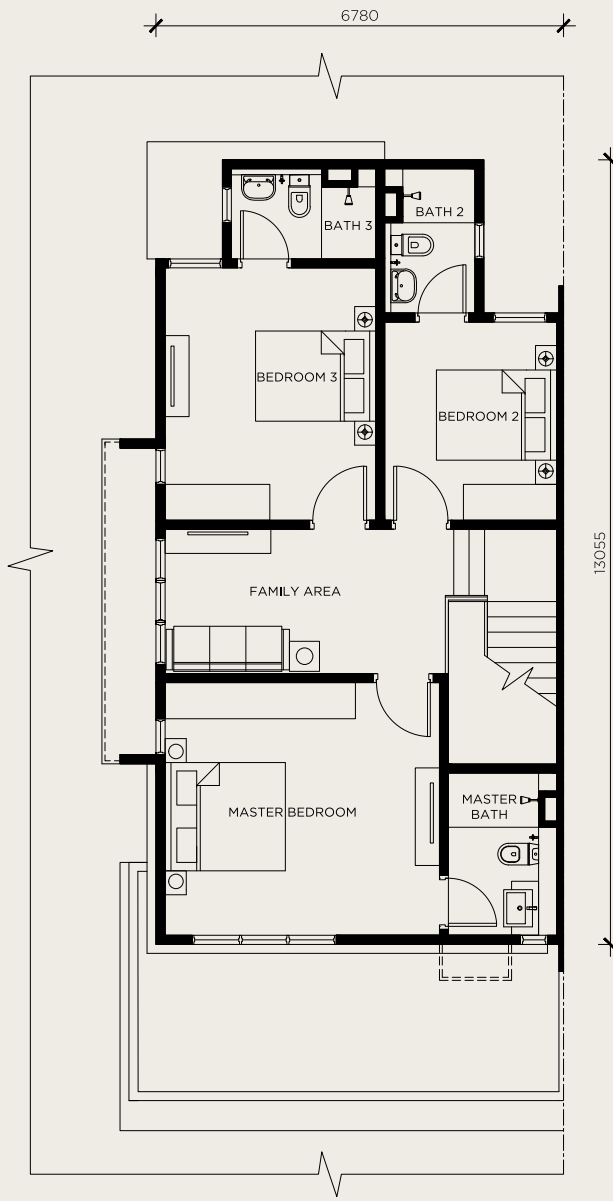 6780
BATH 3
BATH 2
BEDROOM 3
BEDROOM 2
13055
FAMILY AREA
MASTER BEDROOM
MASTER
BATH